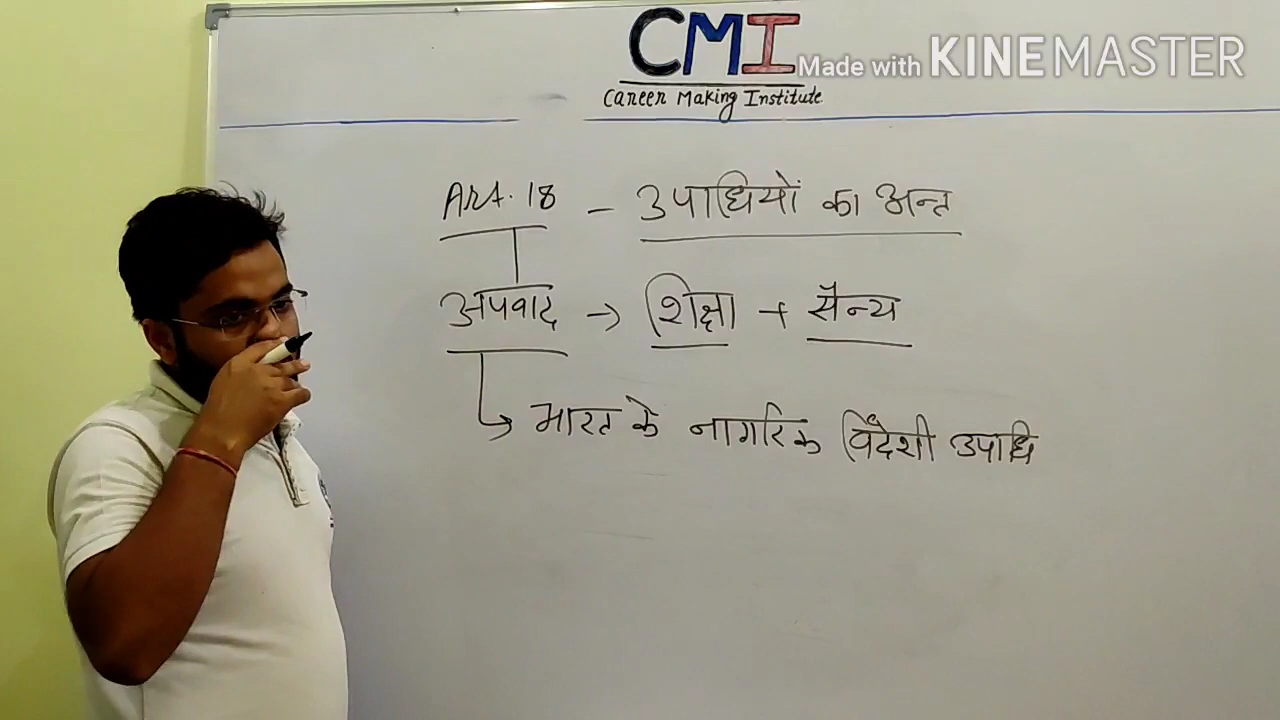 CMI
Made with KINEMASTER
Career Making Institute
Art. 18 - उपाधियों का अन्त
अपवाद → शिक्षा + सैन्य
भारत के नागरिक विदेशी उपाधि